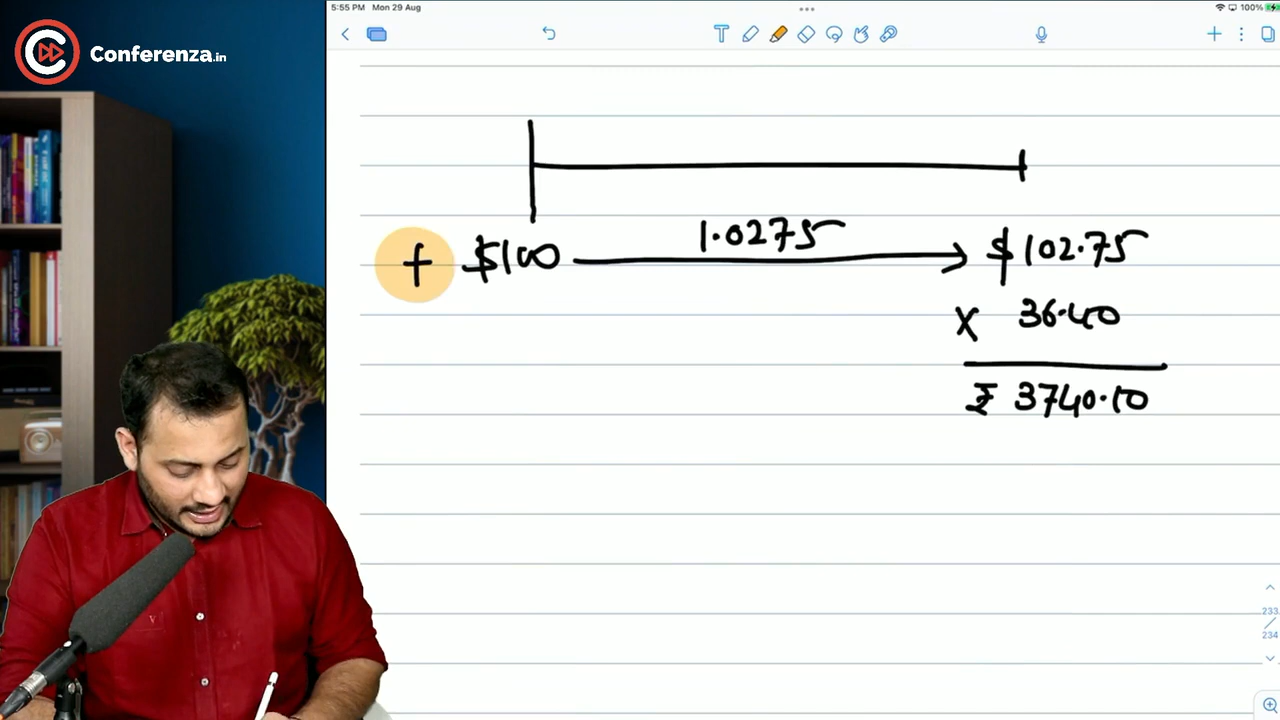 Conferenza.in
5:55 PM Mon 29 Aug
100%
1.0275
+ $100 → $102.75
x 36.40
₹ 3740.10
233
234